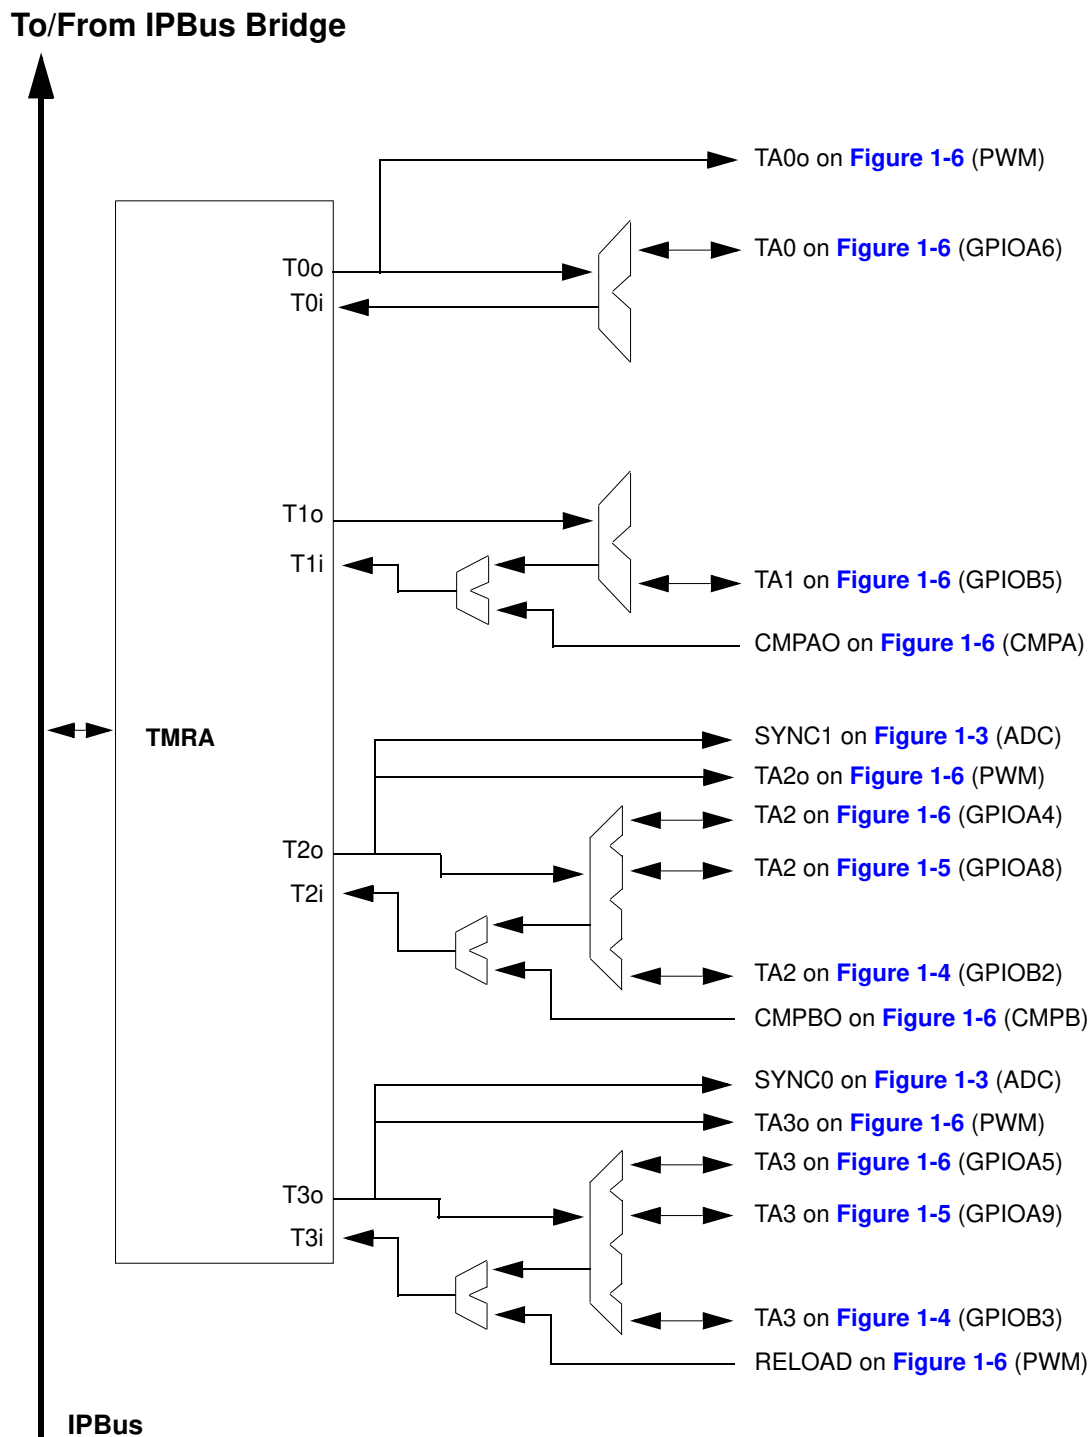 To/From IPBus Bridge
TA0o on Figure 1-6 (PWM)
TA0 on Figure 1-6 (GPIOA6)
T0o
T0i
T1o
T1i
TA1 on Figure 1-6 (GPIOB5)
CMPAO on Figure 1-6 (CMPA)
TMRA
SYNC1 on Figure 1-3 (ADC)
TA2o on Figure 1-6 (PWM)
TA2 on Figure 1-6 (GPIOA4)
T2o
TA2 on Figure 1-5 (GPIOA8)
T2i
TA2 on Figure 1-4 (GPIOB2)
CMPBO on Figure 1-6 (CMPB)
SYNC0 on Figure 1-3 (ADC)
TA3o on Figure 1-6 (PWM)
TA3 on Figure 1-6 (GPIOA5)
T3o
TA3 on Figure 1-5 (GPIOA9)
T3i
TA3 on Figure 1-4 (GPIOB3)
RELOAD on Figure 1-6 (PWM)
IPBus